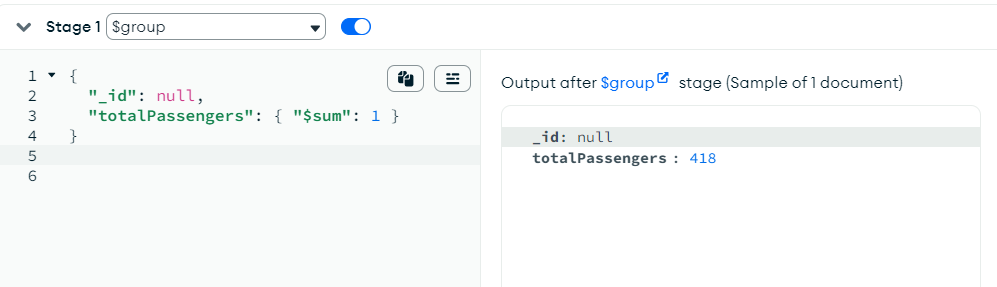 Stage 1 $group
1 {
2 "_id": null,
3 "totalPassengers": { "$sum": 1 }
4 }
5
6
Output after $group stage (Sample of 1 document)
_id: null
totalPassengers : 418